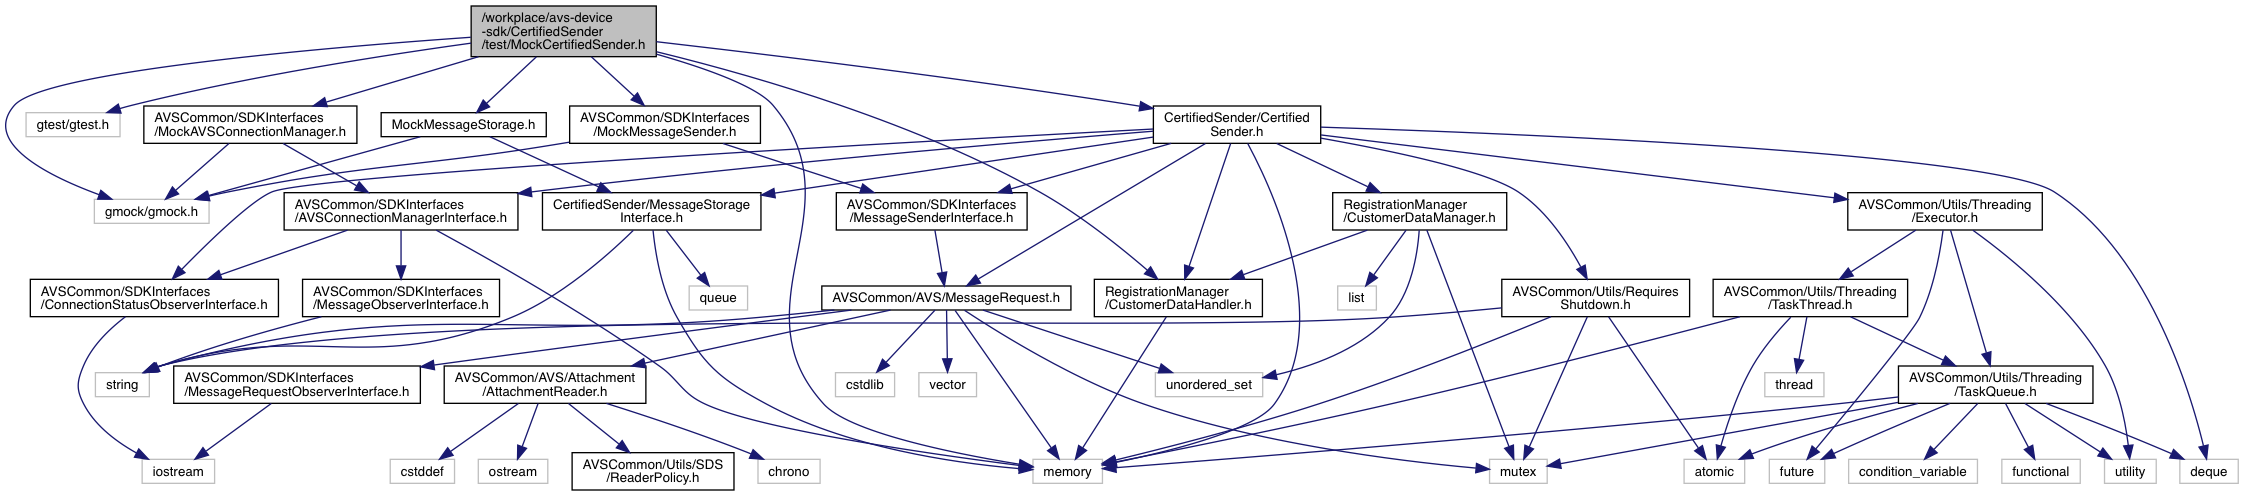 /workplace/avs-device
-sdk/CertifiedSender
/test/MockCertifiedSender.h
gtest/gtest.h
AVSCommon/SDKInterfaces
/MockAVSConnectionManager.h
MockMessageStorage.h
AVSCommon/SDKInterfaces
/MockMessageSender.h
CertifiedSender/Certified
Sender.h
gmock/gmock.h
AVSCommon/SDKInterfaces
/AVSConnectionManagerInterface.h
CertifiedSender/MessageStorage
Interface.h
AVSCommon/SDKInterfaces
/MessageSenderInterface.h
RegistrationManager
/CustomerDataManager.h
AVSCommon/Utils/Threading
/Executor.h
AVSCommon/SDKInterfaces
/ConnectionStatusObserverInterface.h
AVSCommon/SDKInterfaces
/MessageObserverInterface.h
queue
AVSCommon/AVS/MessageRequest.h
RegistrationManager
/CustomerDataHandler.h
list
AVSCommon/Utils/Requires
Shutdown.h
AVSCommon/Utils/Threading
/TaskThread.h
string
AVSCommon/SDKInterfaces
/MessageRequestObserverInterface.h
AVSCommon/AVS/Attachment
/AttachmentReader.h
cstdlib
vector
unordered_set
thread
AVSCommon/Utils/Threading
/TaskQueue.h
iostream
cstddef
ostream
AVSCommon/Utils/SDS
/ReaderPolicy.h
chrono
memory
mutex
atomic
future
condition_variable
functional
utility
deque